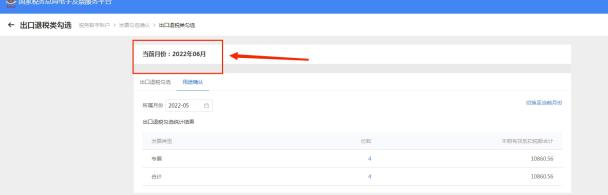 国家税务总局电子发票服务平台
← 出口退税类勾选 税务数字账户 > 发票勾选确认 > 出口退税类勾选
当前月份：2022年06月
出口退税勾选 用途确认
所属月份 2022-05 切换至当前月份
出口退税勾选统计结果
发票类型 份数 本期有效抵扣税额合计
专票 4 10860.56
合计 4 10860.56